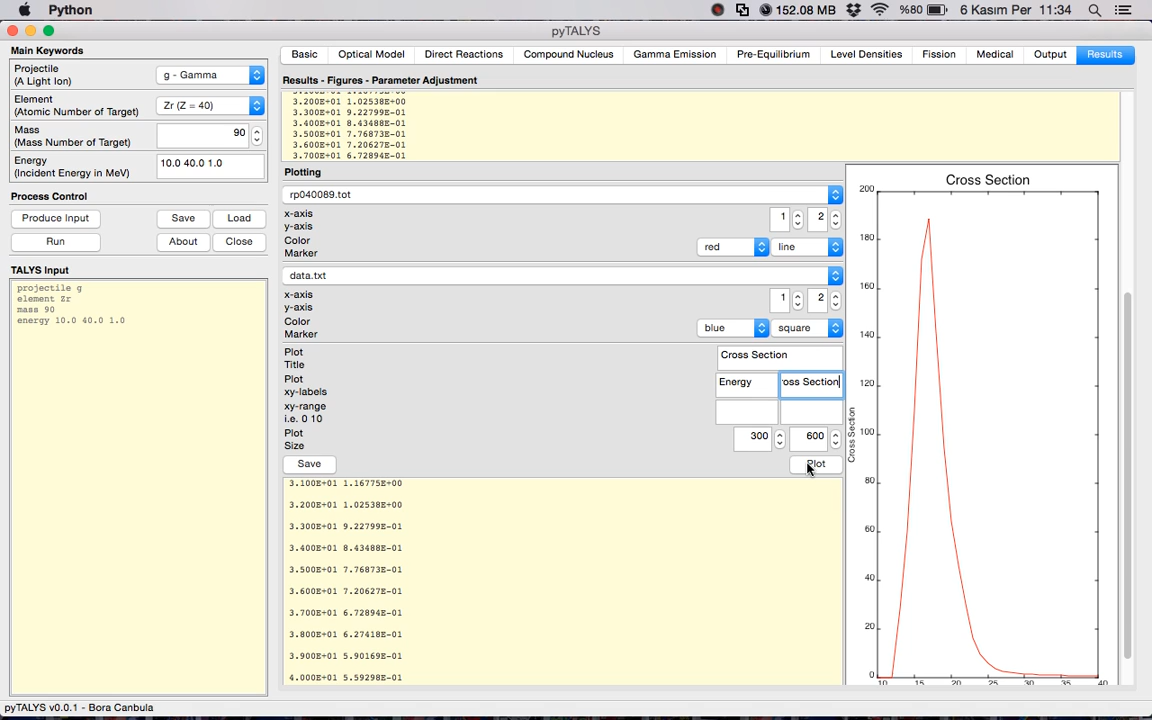 Python
152.08 MB
%80
6 Kasım Per 11:34
pyTALYS
Main Keywords
Projectile
(A Light Ion)
g - Gamma
Element
(Atomic Number of Target)
Zr (Z = 40)
Mass
(Mass Number of Target)
90
Energy
(Incident Energy in MeV)
10.0 40.0 1.0
Process Control
Produce Input
Save
Load
Run
About
Close
TALYS Input
projectile g
element Zr
mass 90
energy 10.0 40.0 1.0
Basic
Optical Model
Direct Reactions
Compound Nucleus
Gamma Emission
Pre-Equilibrium
Level Densities
Fission
Medical
Output
Results
Results - Figures - Parameter Adjustment
3.200E+01 1.02538E+00
3.300E+01 9.22799E-01
3.400E+01 8.43488E-01
3.500E+01 7.76873E-01
3.600E+01 7.20627E-01
3.700E+01 6.72894E-01
Plotting
rp040089.tot
x-axis
y-axis
1
2
Color
Marker
red
line
data.txt
x-axis
y-axis
1
2
Color
Marker
blue
square
Plot
Title
Cross Section
Plot
xy-labels
Energy
ross Section
xy-range
i.e. 0 10
Plot
Size
300
600
Save
Plot
3.100E+01 1.16775E+00
3.200E+01 1.02538E+00
3.300E+01 9.22799E-01
3.400E+01 8.43488E-01
3.500E+01 7.76873E-01
3.600E+01 7.20627E-01
3.700E+01 6.72894E-01
3.800E+01 6.27418E-01
3.900E+01 5.90169E-01
4.000E+01 5.59298E-01
Cross Section
200
180
160
140
120
100
80
60
40
20
0
Cross Section
10 15 20 25 30 35 40
pyTALYS v0.0.1 - Bora Canbula